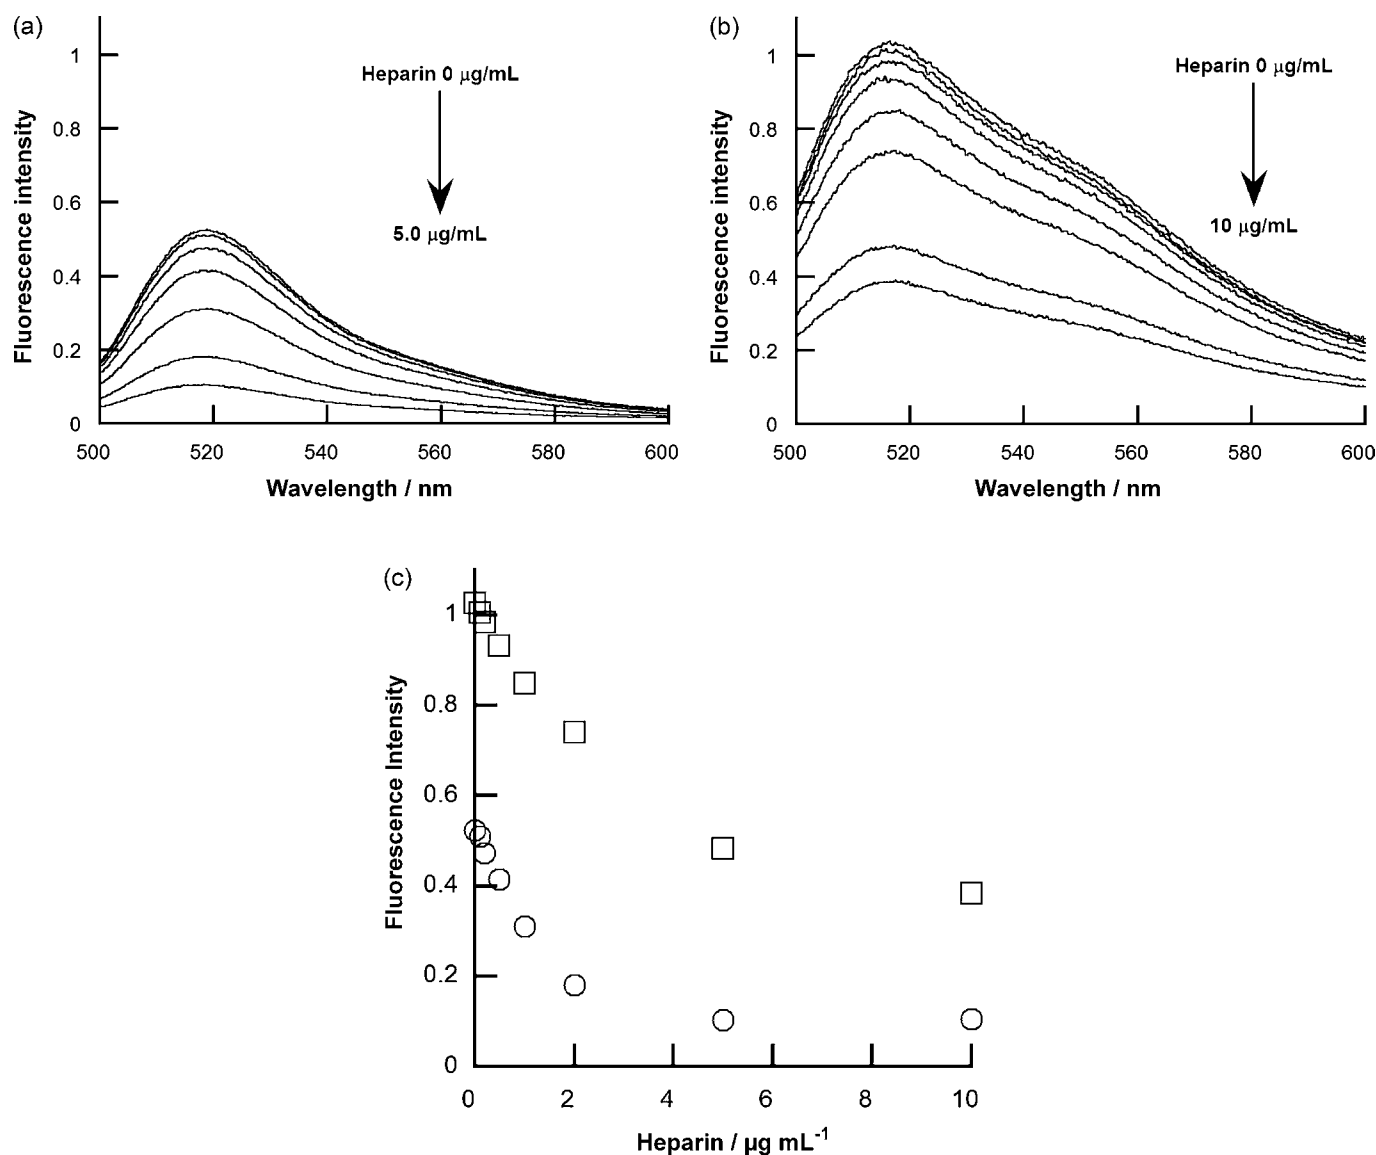 (a)
Fluorescence intensity
1
0.8
0.6
0.4
0.2
0
Heparin 0 μg/mL
5.0 μg/mL
500 520 540 560 580 600
Wavelength / nm
(b)
Fluorescence intensity
1
0.8
0.6
0.4
0.2
0
Heparin 0 μg/mL
10 μg/mL
500 520 540 560 580 600
Wavelength / nm
(c)
Fluorescence Intensity
1
0.8
0.6
0.4
0.2
0
0 2 4 6 8 10
Heparin / μg mL⁻¹